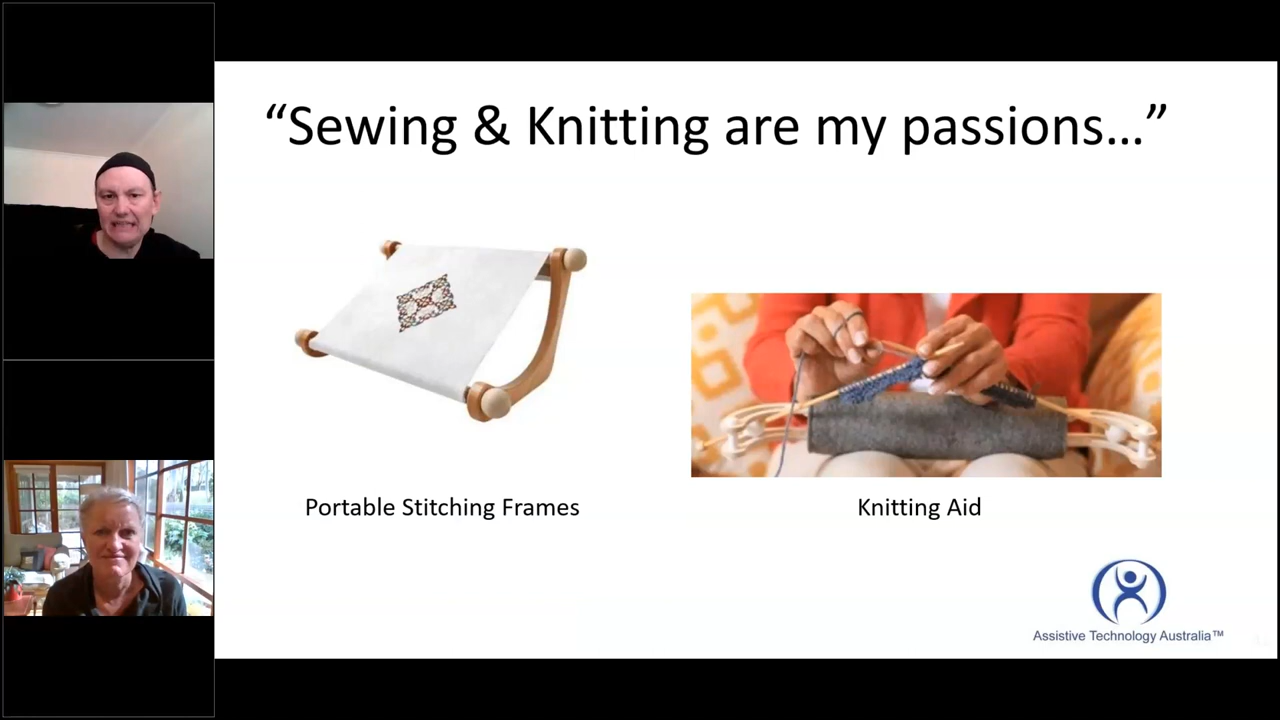 “Sewing & Knitting are my passions...”
Portable Stitching Frames
Knitting Aid
Assistive Technology Australia™